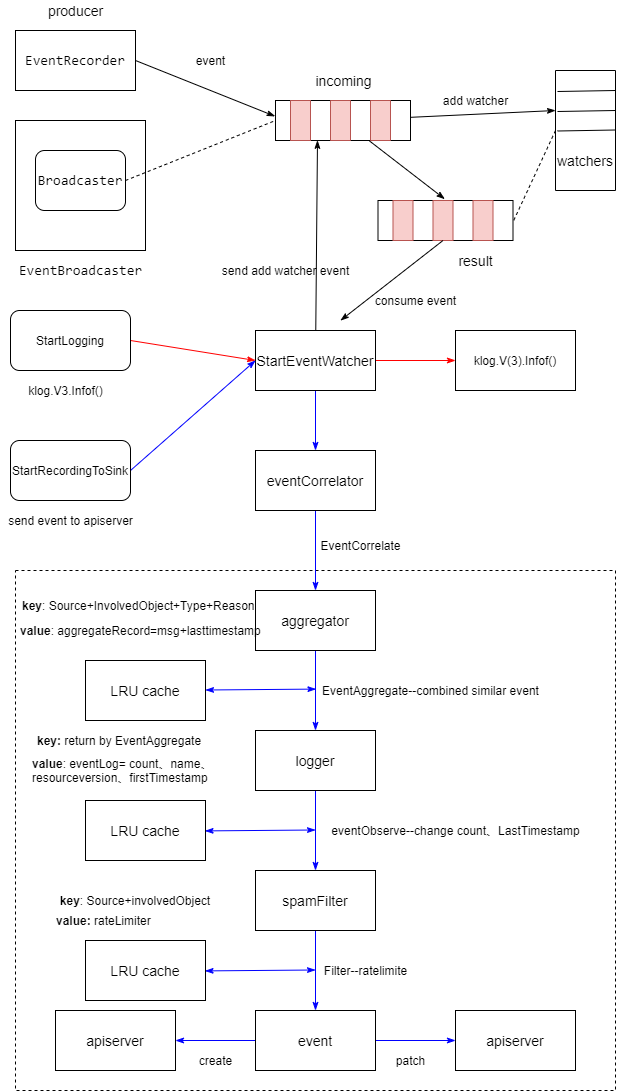 producer
EventRecorder
event
incoming
add watcher
watchers
Broadcaster
EventBroadcaster
result
send add watcher event
consume event
StartLogging
StartEventWatcher
klog.V(3).Infof()
klog.V3.Infof()
StartRecordingToSink
eventCorrelator
send event to apiserver
EventCorrelate
key: Source+InvolvedObject+Type+Reason
aggregator
value: aggregateRecord=msg+lasttimestamp
LRU cache
EventAggregate--combined similar event
key: return by EventAggregate
logger
value: eventLog= count、name、
resourceversion、firstTimestamp
LRU cache
eventObserve--change count、LastTimestamp
key: Source+involvedObject
spamFilter
value: rateLimiter
LRU cache
Filter--ratelimite
apiserver
event
apiserver
create
patch